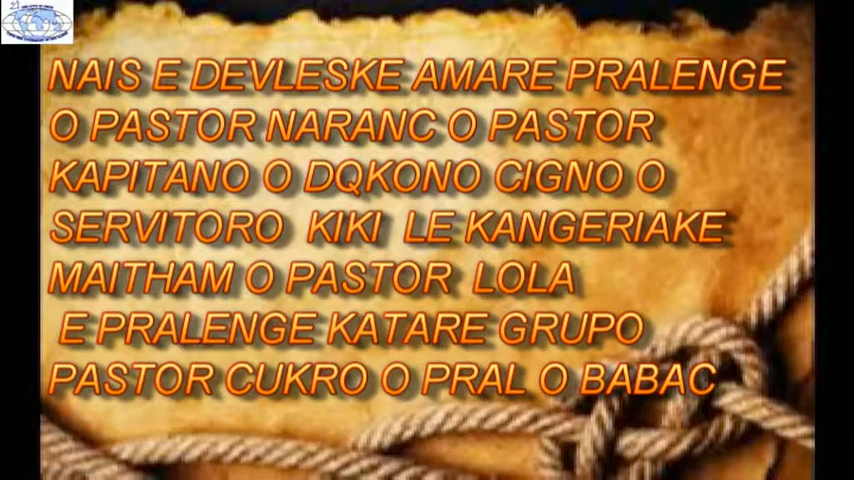 NAIS E DEVLESKE AMARE PRALENGE
O PASTOR NARANC O PASTOR
KAPITANO O DQKONO CIGNO O
SERVITORO KIKI LE KANGERIAKE
MAITHAM O PASTOR LOLA
E PRALENGE KATARE GRUPO
PASTOR CUKRO O PRAL O BABAC